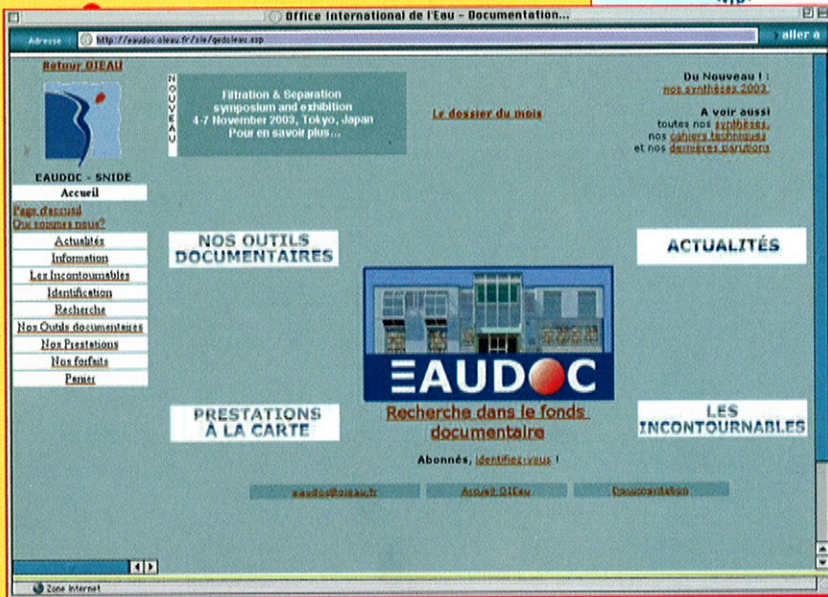 Office International de l'Eau - Documentation...
Adresse
http://eaudoc.oieau.fr/zie/gedoieau.asp
aller à
Retour OIEAU
NOUVEAU
Filtration & Separation
symposium and exhibition
4-7 November 2003, Tokyo, Japan
Pour en savoir plus...
Le dossier du mois
Du Nouveau ! :
nos synthèses 2003
A voir aussi
toutes nos synthèses,
nos cahiers techniques
et nos dernières parutions
EAUDOC - SNIDE
Accueil
Page d'accueil
Qui sommes nous?
Actualités
Information
Les Incontournables
Identification
Recherche
Nos Outils documentaires
Nos Prestations
Nos forfaits
Panier
NOS OUTILS
DOCUMENTAIRES
ACTUALITÉS
EAUDOC
PRESTATIONS
À LA CARTE
Recherche dans le fonds
documentaire
LES
INCONTOURNABLES
Abonnés, identifiez-vous !
eaudoc@oieau.fr
Accueil OIEau
Documentation
Zone Internet